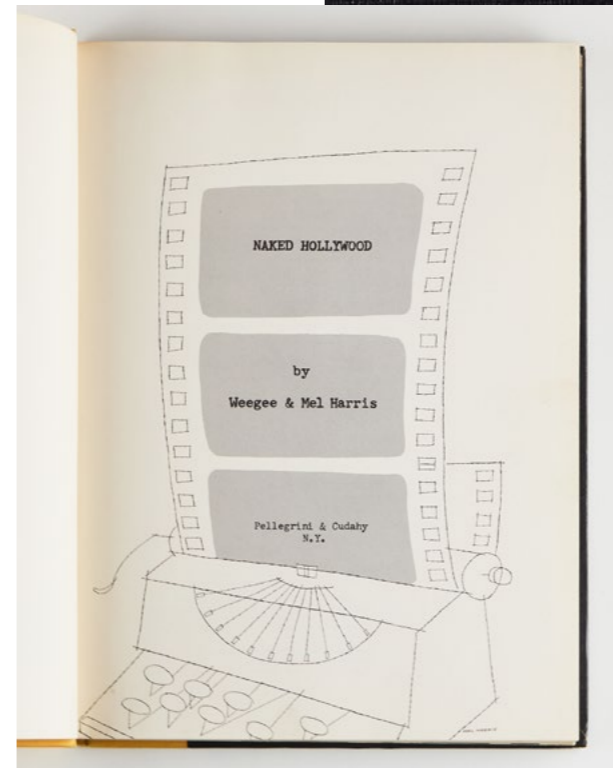 NAKED HOLLYWOOD
by
Weegee & Mel Harris
Pellegrini & Cudahy
N.Y.